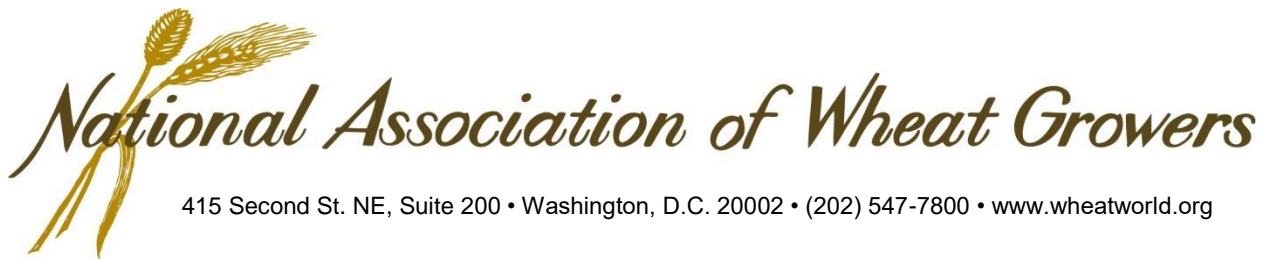 National Association of Wheat Growers
415 Second St. NE, Suite 200 • Washington, D.C. 20002 • (202) 547-7800 • www.wheatworld.org